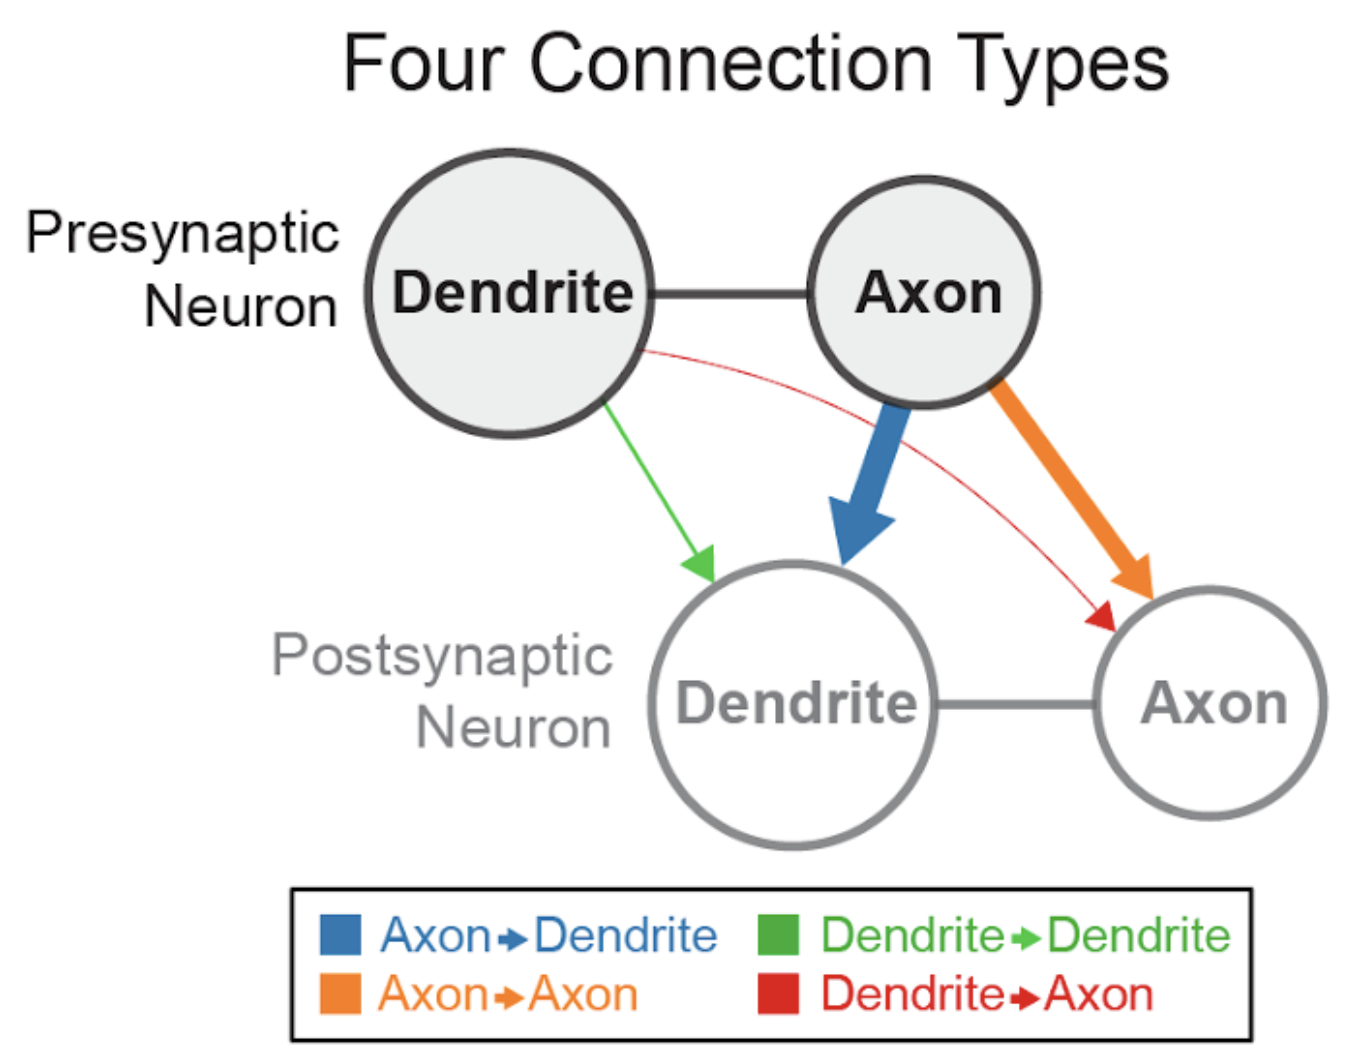 Four Connection Types
Presynaptic
Neuron
Dendrite
Axon
Postsynaptic
Neuron
Dendrite
Axon
Axon➔Dendrite
Dendrite➔Dendrite
Axon➔Axon
Dendrite➔Axon